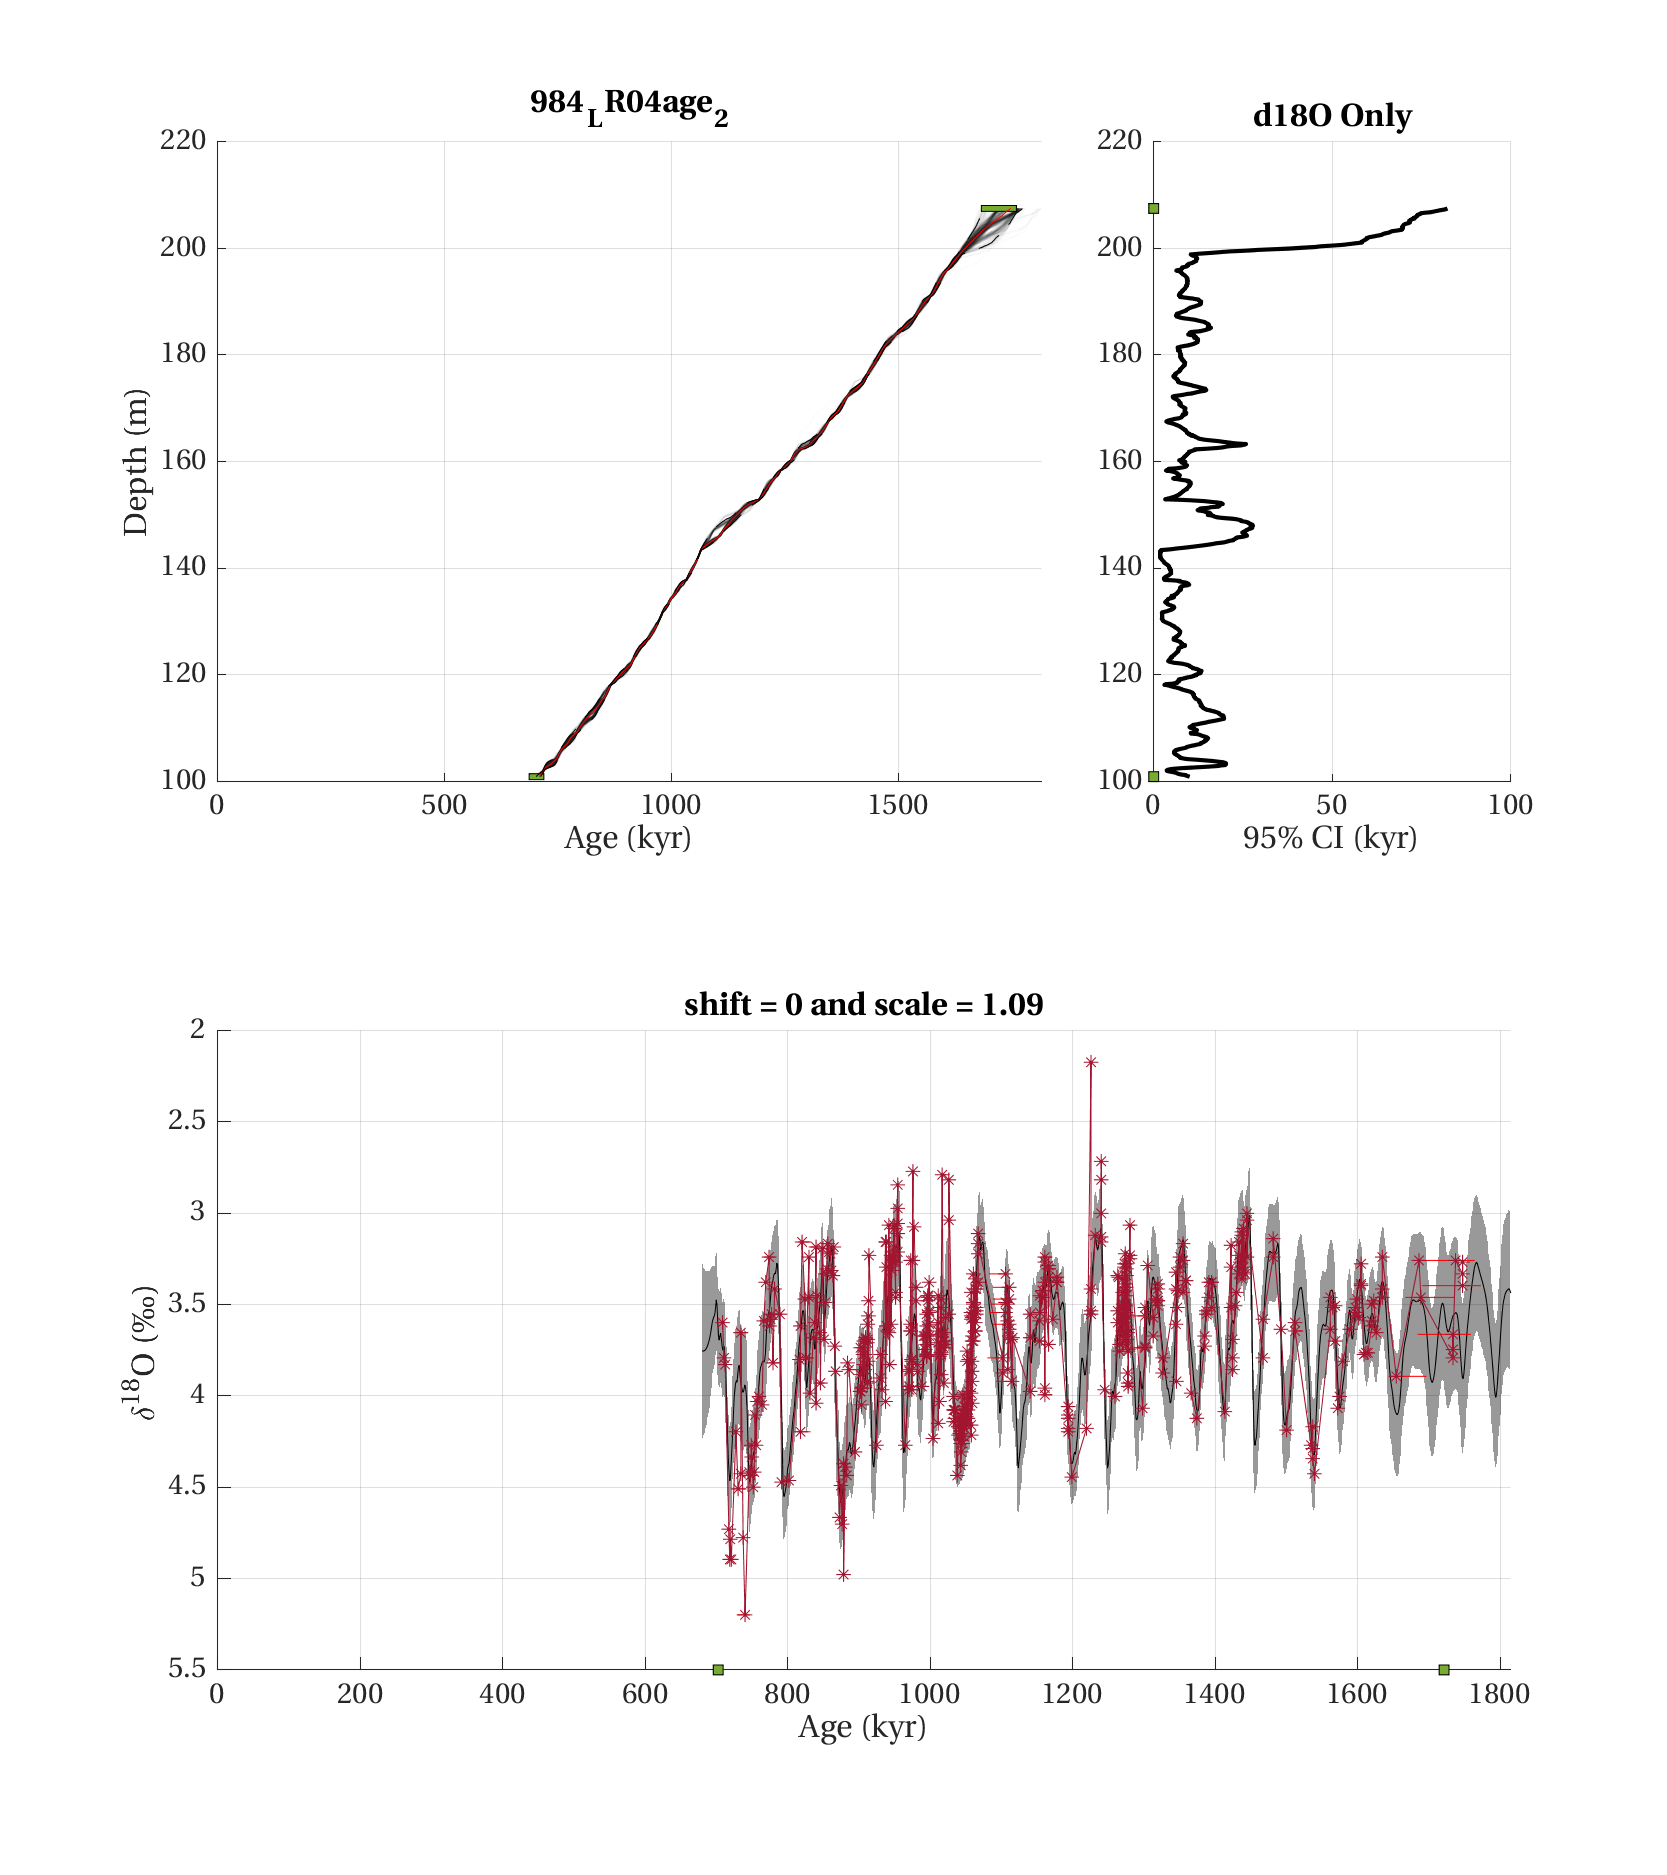 984LR04age2
220
200
180
160
140
120
100
Depth (m)
0 500 1000 1500
Age (kyr)
d18O Only
220
200
180
160
140
120
100
0 50 100
95% CI (kyr)
shift = 0 and scale = 1.09
2
2.5
3
3.5
4
4.5
5
5.5
δ18O (‰)
0 200 400 600 800 1000 1200 1400 1600 1800
Age (kyr)